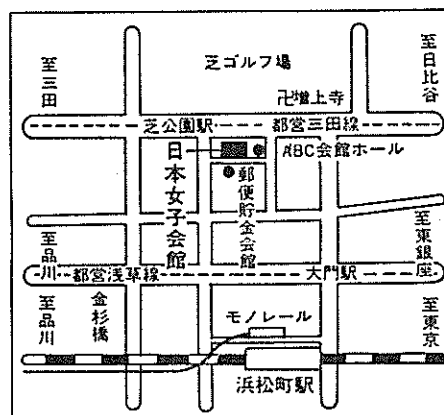 至三田
芝ゴルフ場
至日比谷
卍増上寺
芝公園駅
都営三田線
日本女子会館
ABC会館ホール
郵便貯金会館
至品川
都営浅草線
大門駅
至東銀座
至品川
金杉橋
モノレール
至東京
浜松町駅